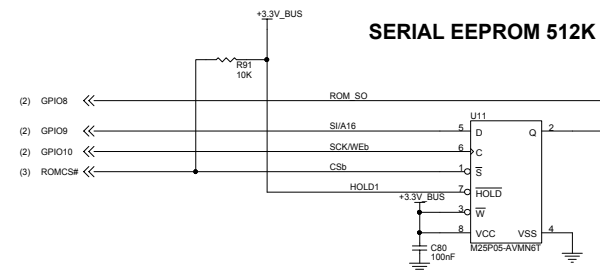 +3.3V_BUS
SERIAL EEPROM 512K
R91
10K
(2) GPIO8 ROM_SO
U11
(2) GPIO9 SI/A16 5 D Q 2
(2) GPIO10 SCK/WEb 6 C
(3) ROMCS# CSb 1 S
HOLD1 7 HOLD
+3.3V_BUS
3 W
8 VCC VSS 4
C80
100nF
M25P05-AVMN6T